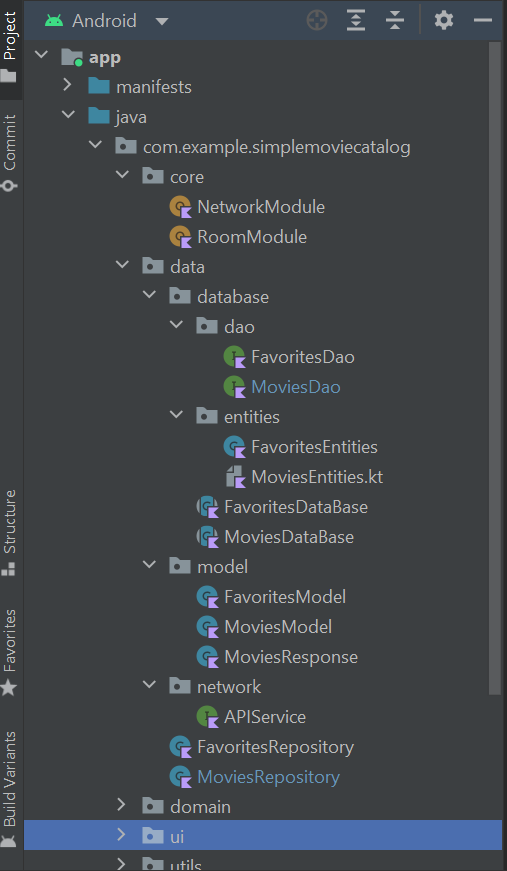 Android
Project
Commit
Structure
Favorites
Build Variants
app
manifests
java
com.example.simplemoviecatalog
core
NetworkModule
RoomModule
data
database
dao
FavoritesDao
MoviesDao
entities
FavoritesEntities
MoviesEntities.kt
FavoritesDataBase
MoviesDataBase
model
FavoritesModel
MoviesModel
MoviesResponse
network
APIService
FavoritesRepository
MoviesRepository
domain
ui
utils